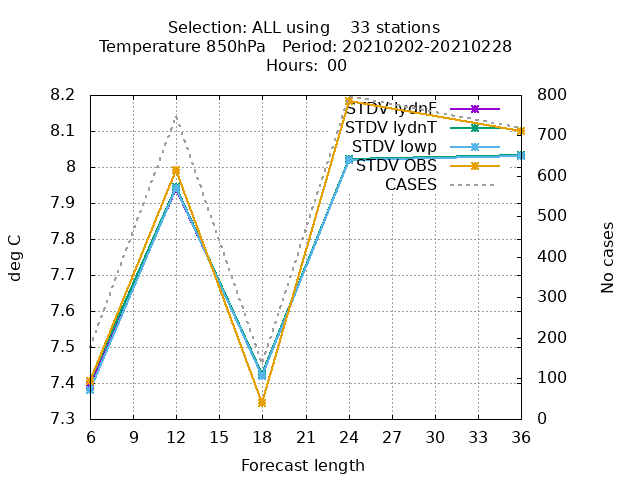 Selection: ALL using 33 stations
Temperature 850hPa Period: 20210202-20210228
Hours: 00
8.2
8.1
8
7.9
7.8
7.7
7.6
7.5
7.4
7.3
deg C
STDV lydnF
STDV lydnT
STDV lowp
STDV OBS
CASES
800
700
600
500
400
300
200
100
0
No cases
6 9 12 15 18 21 24 27 30 33 36
Forecast length